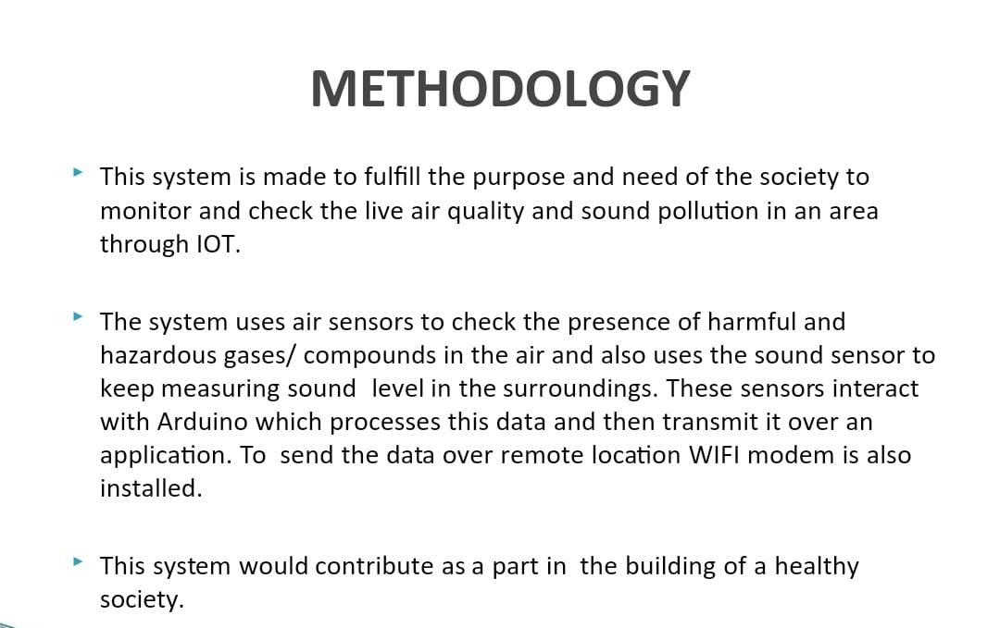 METHODOLOGY
This system is made to fulfill the purpose and need of the society to
monitor and check the live air quality and sound pollution in an area
through IOT.
The system uses air sensors to check the presence of harmful and
hazardous gases/ compounds in the air and also uses the sound sensor to
keep measuring sound  level in the surroundings. These sensors interact
with Arduino which processes this data and then transmit it over an
application. To  send the data over remote location WIFI modem is also
installed.
This system would contribute as a part in  the building of a healthy
society.